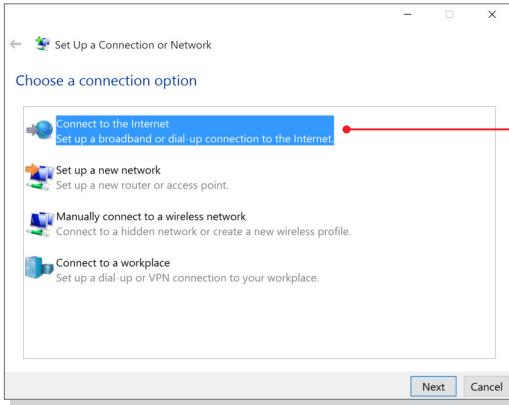 Set Up a Connection or Network
Choose a connection option
Connect to the Internet
Set up a broadband or dial-up connection to the Internet.
Set up a new network
Set up a new router or access point.
Manually connect to a wireless network
Connect to a hidden network or create a new wireless profile.
Connect to a workplace
Set up a dial-up or VPN connection to your workplace.
Next Cancel